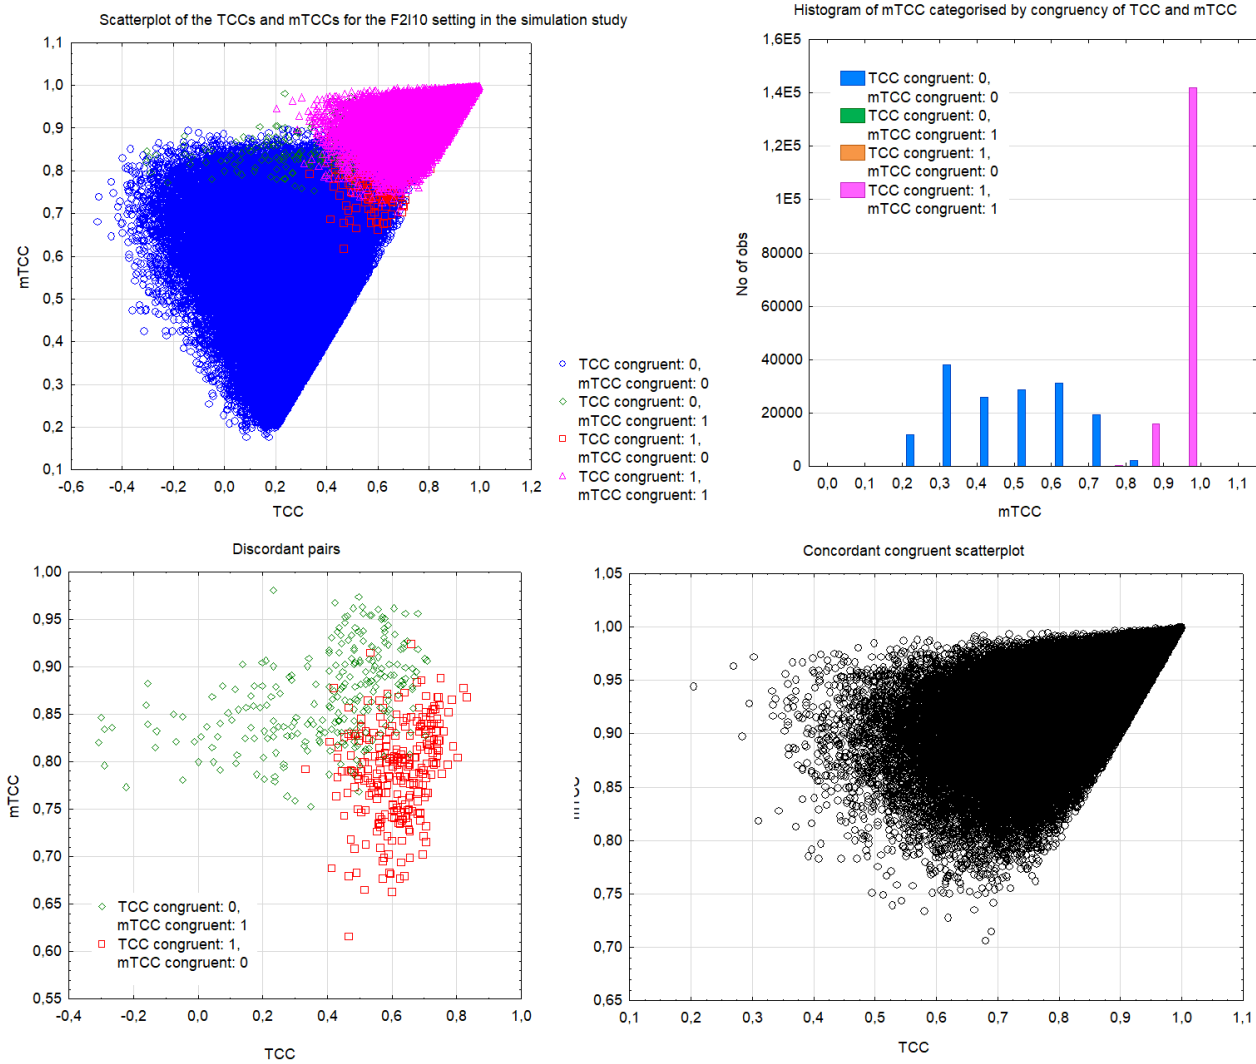 Scatterplot of the TCCs and mTCCs for the F2I10 setting in the simulation study
1,1
1,0
0,9
0,8
0,7
0,6
0,5
0,4
0,3
0,2
0,1
mTCC
-0,6 -0,4 -0,2 0,0 0,2 0,4 0,6 0,8 1,0 1,2
TCC
TCC congruent: 0,
mTCC congruent: 0
TCC congruent: 0,
mTCC congruent: 1
TCC congruent: 1,
mTCC congruent: 0
TCC congruent: 1,
mTCC congruent: 1
Histogram of mTCC categorised by congruency of TCC and mTCC
1,6E5
1,4E5
1,2E5
1E5
80000
60000
40000
20000
0
No of obs
TCC congruent: 0,
mTCC congruent: 0
TCC congruent: 0,
mTCC congruent: 1
TCC congruent: 1,
mTCC congruent: 0
TCC congruent: 1,
mTCC congruent: 1
0,0 0,1 0,2 0,3 0,4 0,5 0,6 0,7 0,8 0,9 1,0 1,1
mTCC
Discordant pairs
1,00
0,95
0,90
0,85
0,80
0,75
0,70
0,65
0,60
0,55
mTCC
TCC congruent: 0,
mTCC congruent: 1
TCC congruent: 1,
mTCC congruent: 0
-0,4 -0,2 0,0 0,2 0,4 0,6 0,8 1,0
TCC
Concordant congruent scatterplot
1,05
1,00
0,95
0,90
0,85
0,80
0,75
0,70
0,65
mTCC
0,1 0,2 0,3 0,4 0,5 0,6 0,7 0,8 0,9 1,0 1,1
TCC